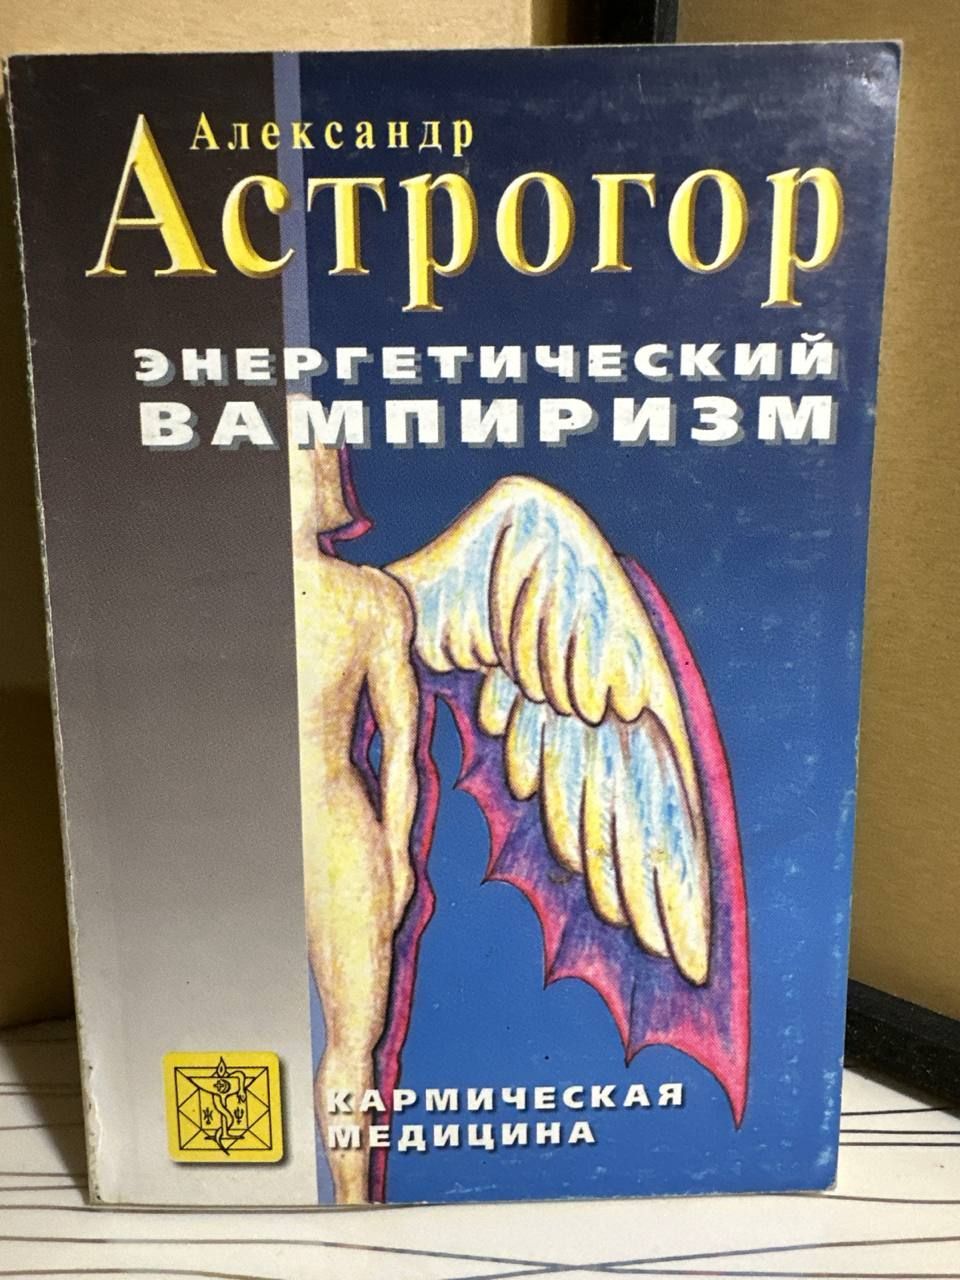 Александр
Астрогор
ЭНЕРГЕТИЧЕСКИЙ
ВАМПИРИЗМ
КАРМИЧЕСКАЯ
МЕДИЦИНА